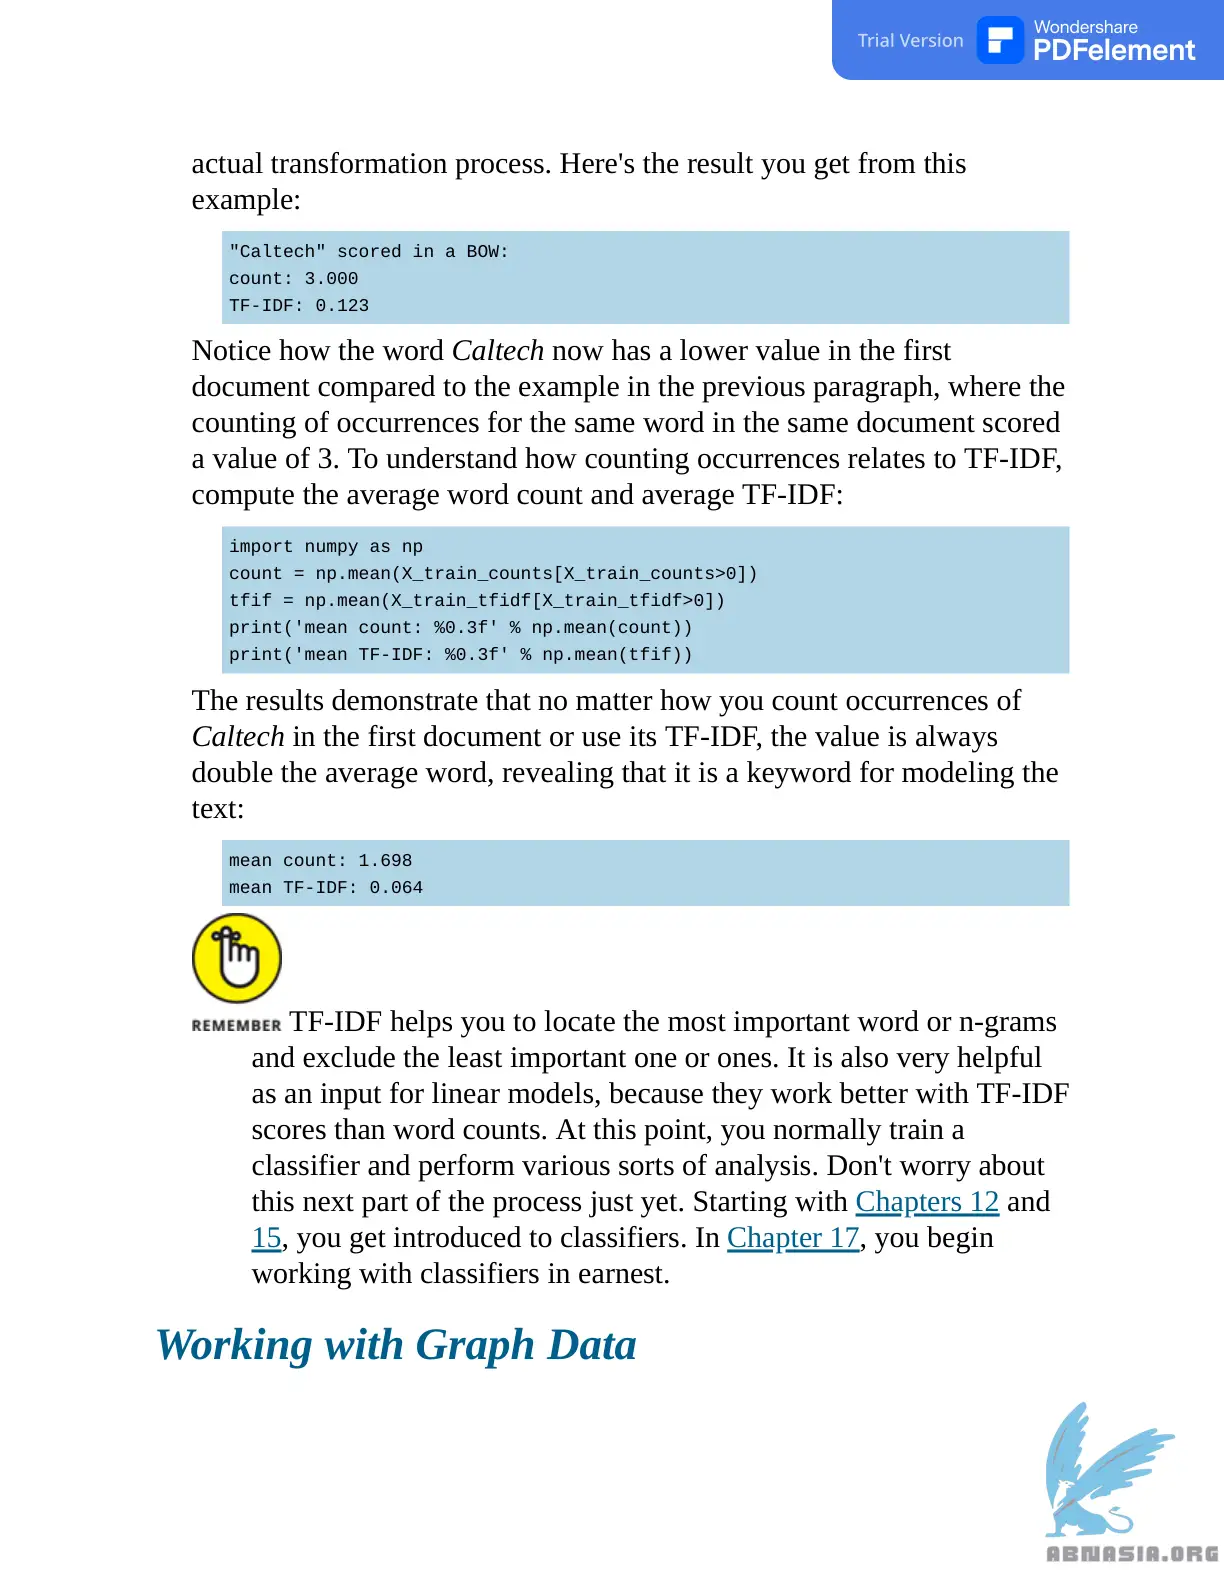 Trial Version
Wondershare
PDFelement
actual transformation process. Here's the result you get from this
example:
"Caltech" scored in a BOW:
count: 3.000
TF-IDF: 0.123
Notice how the word Caltech now has a lower value in the first
document compared to the example in the previous paragraph, where the
counting of occurrences for the same word in the same document scored
a value of 3. To understand how counting occurrences relates to TF-IDF,
compute the average word count and average TF-IDF:
import numpy as np
count = np.mean(X_train_counts[X_train_counts>0])
tfif = np.mean(X_train_tfidf[X_train_tfidf>0])
print('mean count: %0.3f' % np.mean(count))
print('mean TF-IDF: %0.3f' % np.mean(tfif))
The results demonstrate that no matter how you count occurrences of
Caltech in the first document or use its TF-IDF, the value is always
double the average word, revealing that it is a keyword for modeling the
text:
mean count: 1.698
mean TF-IDF: 0.064
REMEMBER TF-IDF helps you to locate the most important word or n-grams
and exclude the least important one or ones. It is also very helpful
as an input for linear models, because they work better with TF-IDF
scores than word counts. At this point, you normally train a
classifier and perform various sorts of analysis. Don't worry about
this next part of the process just yet. Starting with Chapters 12 and
15, you get introduced to classifiers. In Chapter 17, you begin
working with classifiers in earnest.
Working with Graph Data
ABNASIA.ORG